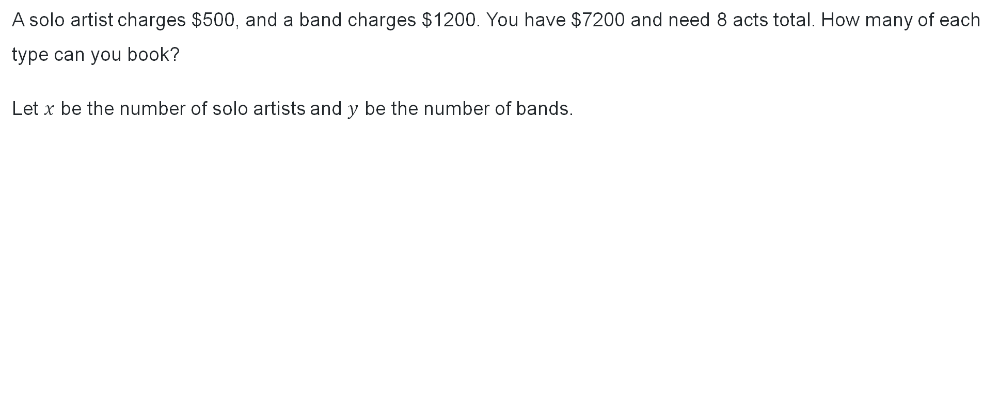 A solo artist charges $500, and a band charges $1200. You have $7200 and need 8 acts total. How many of each
type can you book?
Let x be the number of solo artists and y be the number of bands.